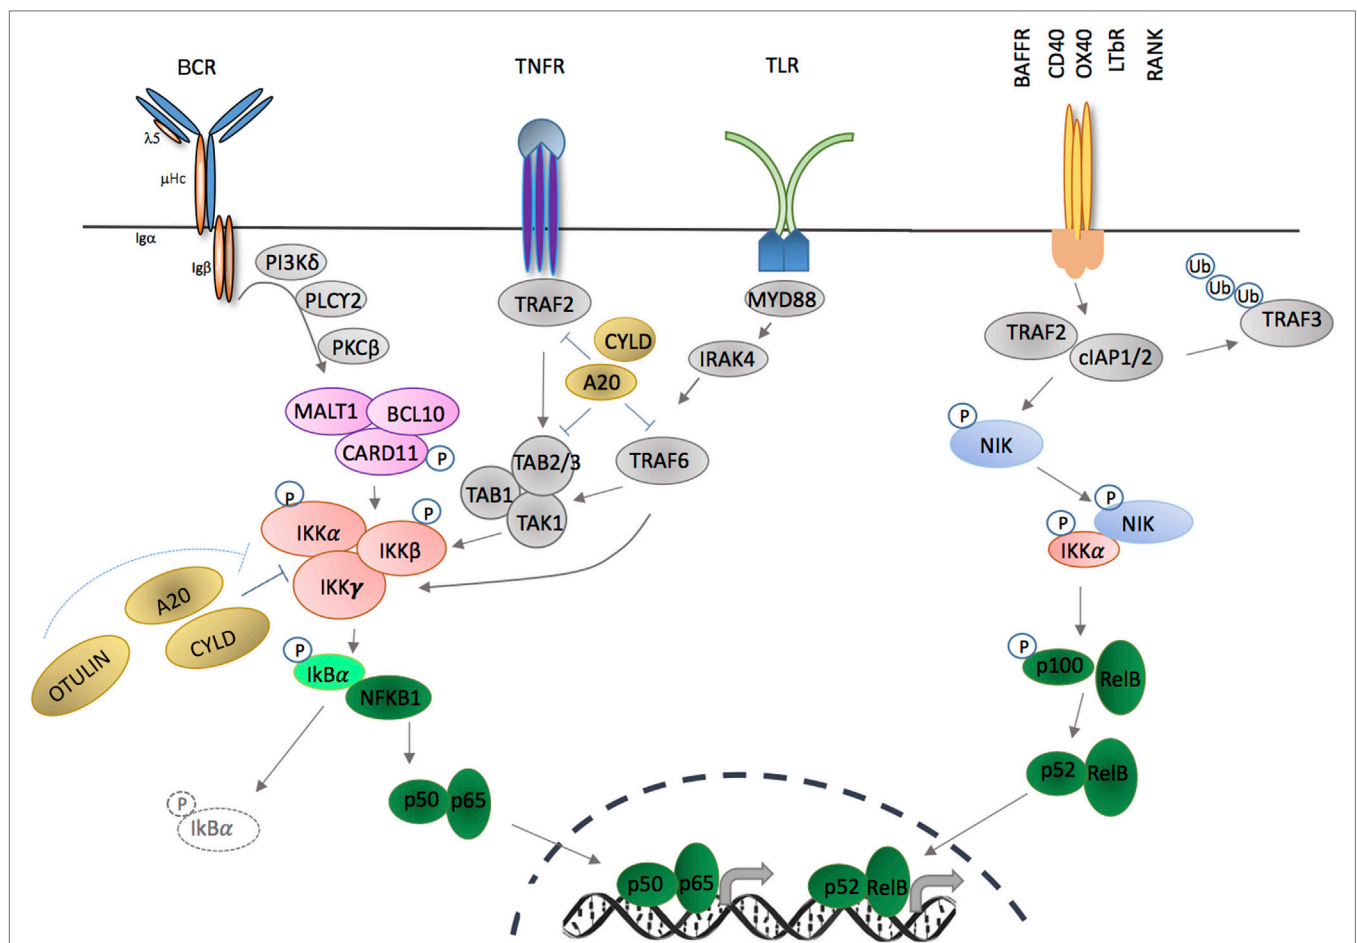 BCR
TNFR
TLR
BAFFR
CD40
OX40
LTbR
RANK
λ5
μHc
Igα
Igβ
PI3Kδ
PLCY2
PKCβ
TRAF2
MYD88
CYLD
IRAK4
A20
TRAF2
cIAP1/2
Ub
Ub
Ub
TRAF3
MALT1
BCL10
CARD11
P
TAB2/3
TAB1
TAK1
TRAF6
P
NIK
P
IKKα
P
IKKβ
IKKγ
P
NIK
P
IKKα
A20
CYLD
OTULIN
P
IkBα
NFKB1
P
p100
RelB
P
IkBα
p50
p65
p52
RelB
p50
p65
p52
RelB